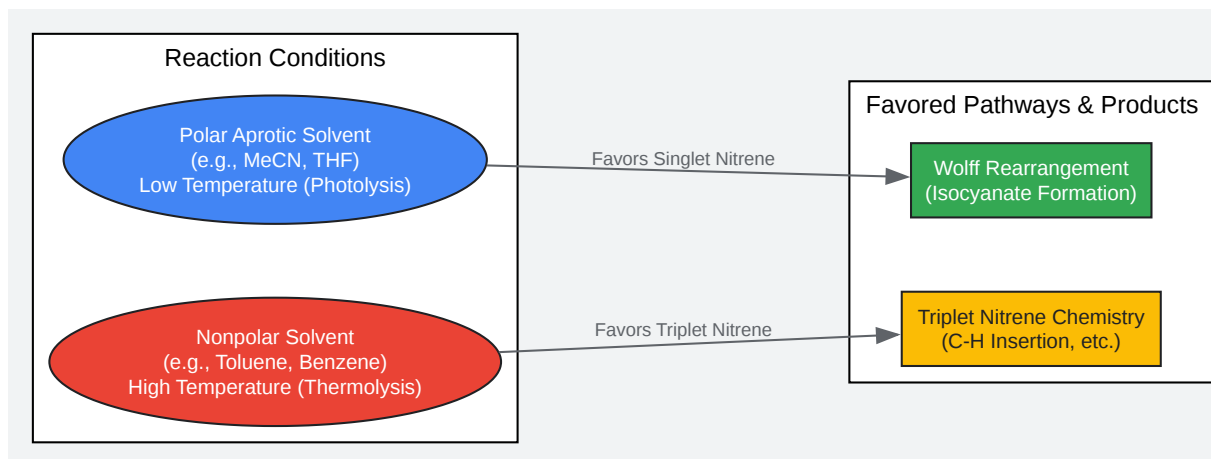 Reaction Conditions
Polar Aprotic Solvent
(e.g., MeCN, THF)
Low Temperature (Photolysis)
Nonpolar Solvent
(e.g., Toluene, Benzene)
High Temperature (Thermolysis)
Favors Singlet Nitrene
Favors Triplet Nitrene
Favored Pathways & Products
Wolff Rearrangement
(Isocyanate Formation)
Triplet Nitrene Chemistry
(C-H Insertion, etc.)